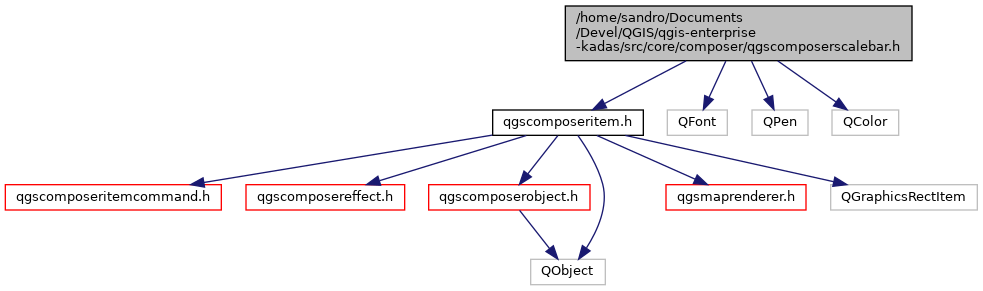 /home/sandro/Documents
/Devel/QGIS/qgis-enterprise
-kadas/src/core/composer/qgscomposerscalebar.h
qgscomposeritem.h
QFont
QPen
QColor
qgscomposeritemcommand.h
qgscomposereffect.h
qgscomposerobject.h
qgsmaprenderer.h
QGraphicsRectItem
QObject